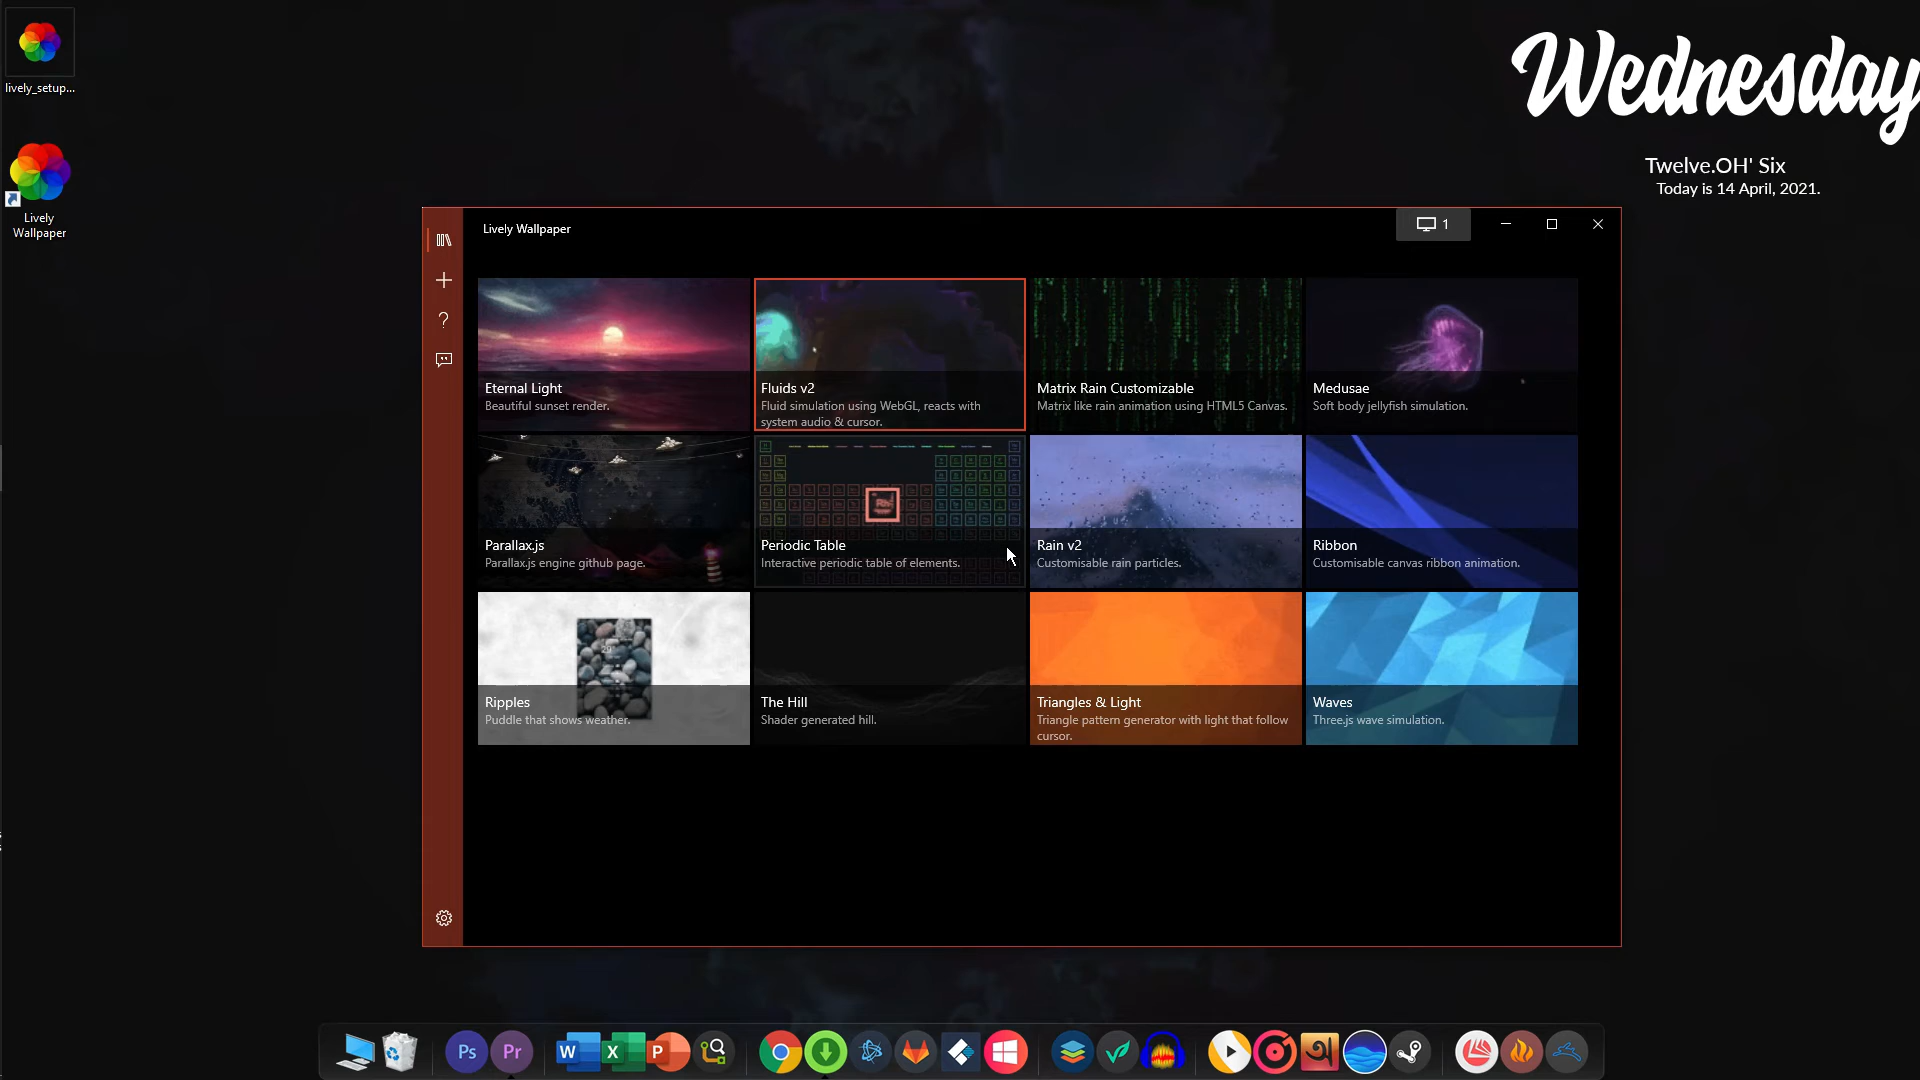 lively_setup...
Lively
Wallpaper
Wednesday
Twelve.OH' Six
Today is 14 April, 2021.
Lively Wallpaper
1
Eternal Light
Beautiful sunset render.
Fluids v2
Fluid simulation using WebGL, reacts with
system audio & cursor.
Matrix Rain Customizable
Matrix like rain animation using HTML5 Canvas.
Medusae
Soft body jellyfish simulation.
Parallax.js
Parallax.js engine github page.
Periodic Table
Interactive periodic table of elements.
Rain v2
Customisable rain particles.
Ribbon
Customisable canvas ribbon animation.
Ripples
Puddle that shows weather.
The Hill
Shader generated hill.
Triangles & Light
Triangle pattern generator with light that follow
cursor.
Waves
Three.js wave simulation.
Ps
Pr
W
X
P